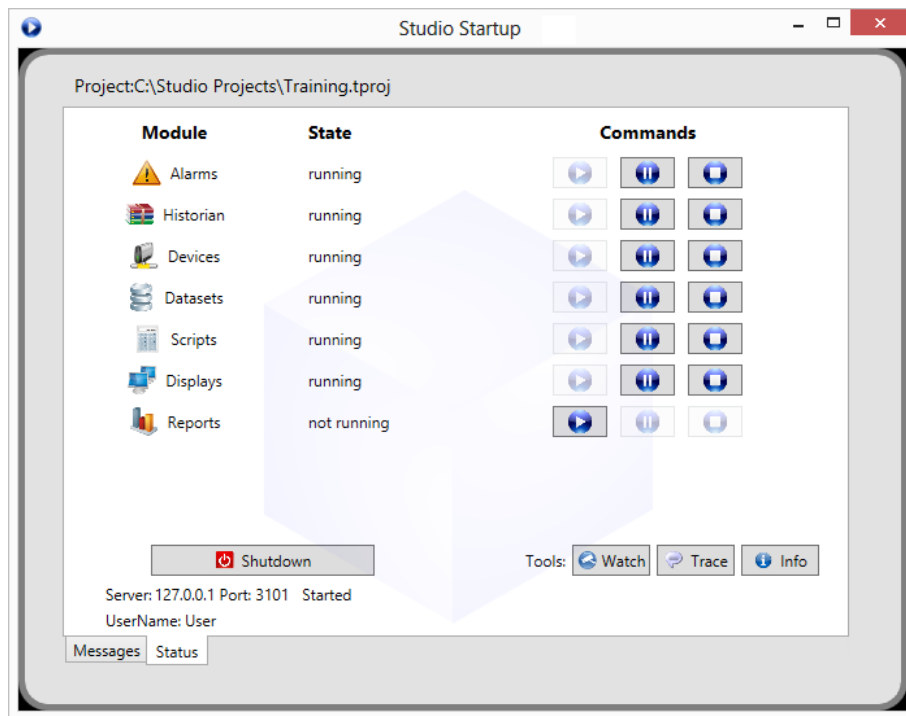 Studio Startup
Project:C:\Studio Projects\Training.tproj
Module State Commands
Alarms running
Historian running
Devices running
Datasets running
Scripts running
Displays running
Reports not running
Shutdown Tools: Watch Trace Info
Server: 127.0.0.1 Port: 3101 Started
UserName: User
Messages Status